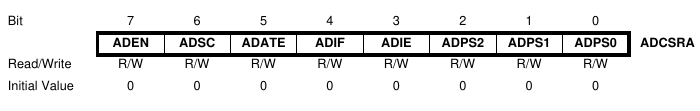 Bit 7 6 5 4 3 2 1 0
ADEN ADSC ADATE ADIF ADIE ADPS2 ADPS1 ADPS0 ADCSRA
Read/Write R/W R/W R/W R/W R/W R/W R/W R/W
Initial Value 0 0 0 0 0 0 0 0